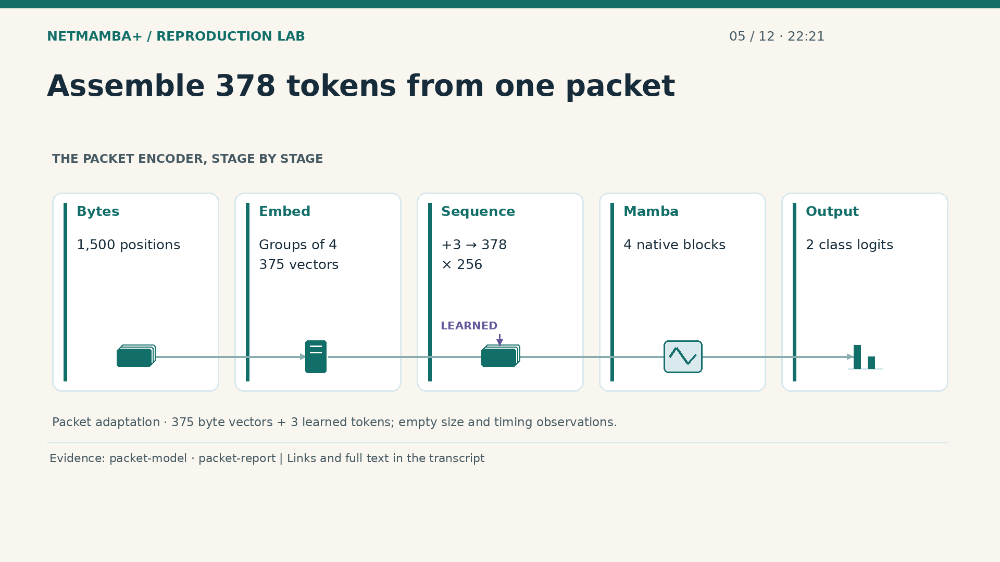 NETMAMBA+ / REPRODUCTION LAB
05 / 12 · 22:21
Assemble 378 tokens from one packet
THE PACKET ENCODER, STAGE BY STAGE
Bytes
1,500 positions
Embed
Groups of 4
375 vectors
Sequence
+3 → 378
× 256
LEARNED
Mamba
4 native blocks
Output
2 class logits
Packet adaptation · 375 byte vectors + 3 learned tokens; empty size and timing observations.
Evidence: packet-model · packet-report | Links and full text in the transcript